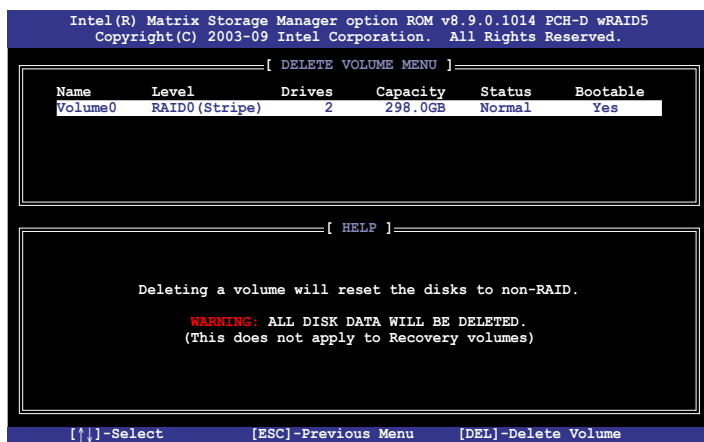 Intel(R) Matrix Storage Manager option ROM v8.9.0.1014 PCH-D wRAID5
Copyright(C) 2003-09 Intel Corporation. All Rights Reserved.
[ DELETE VOLUME MENU ]
Name Level Drives Capacity Status Bootable
Volume0 RAID0(Stripe) 2 298.0GB Normal Yes
[ HELP ]
Deleting a volume will reset the disks to non-RAID.
WARNING: ALL DISK DATA WILL BE DELETED.
(This does not apply to Recovery volumes)
[↑↓]-Select [ESC]-Previous Menu [DEL]-Delete Volume